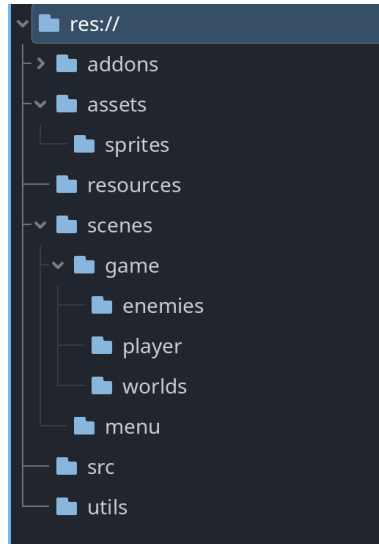 res://
addons
assets
sprites
resources
scenes
game
enemies
player
worlds
menu
src
utils